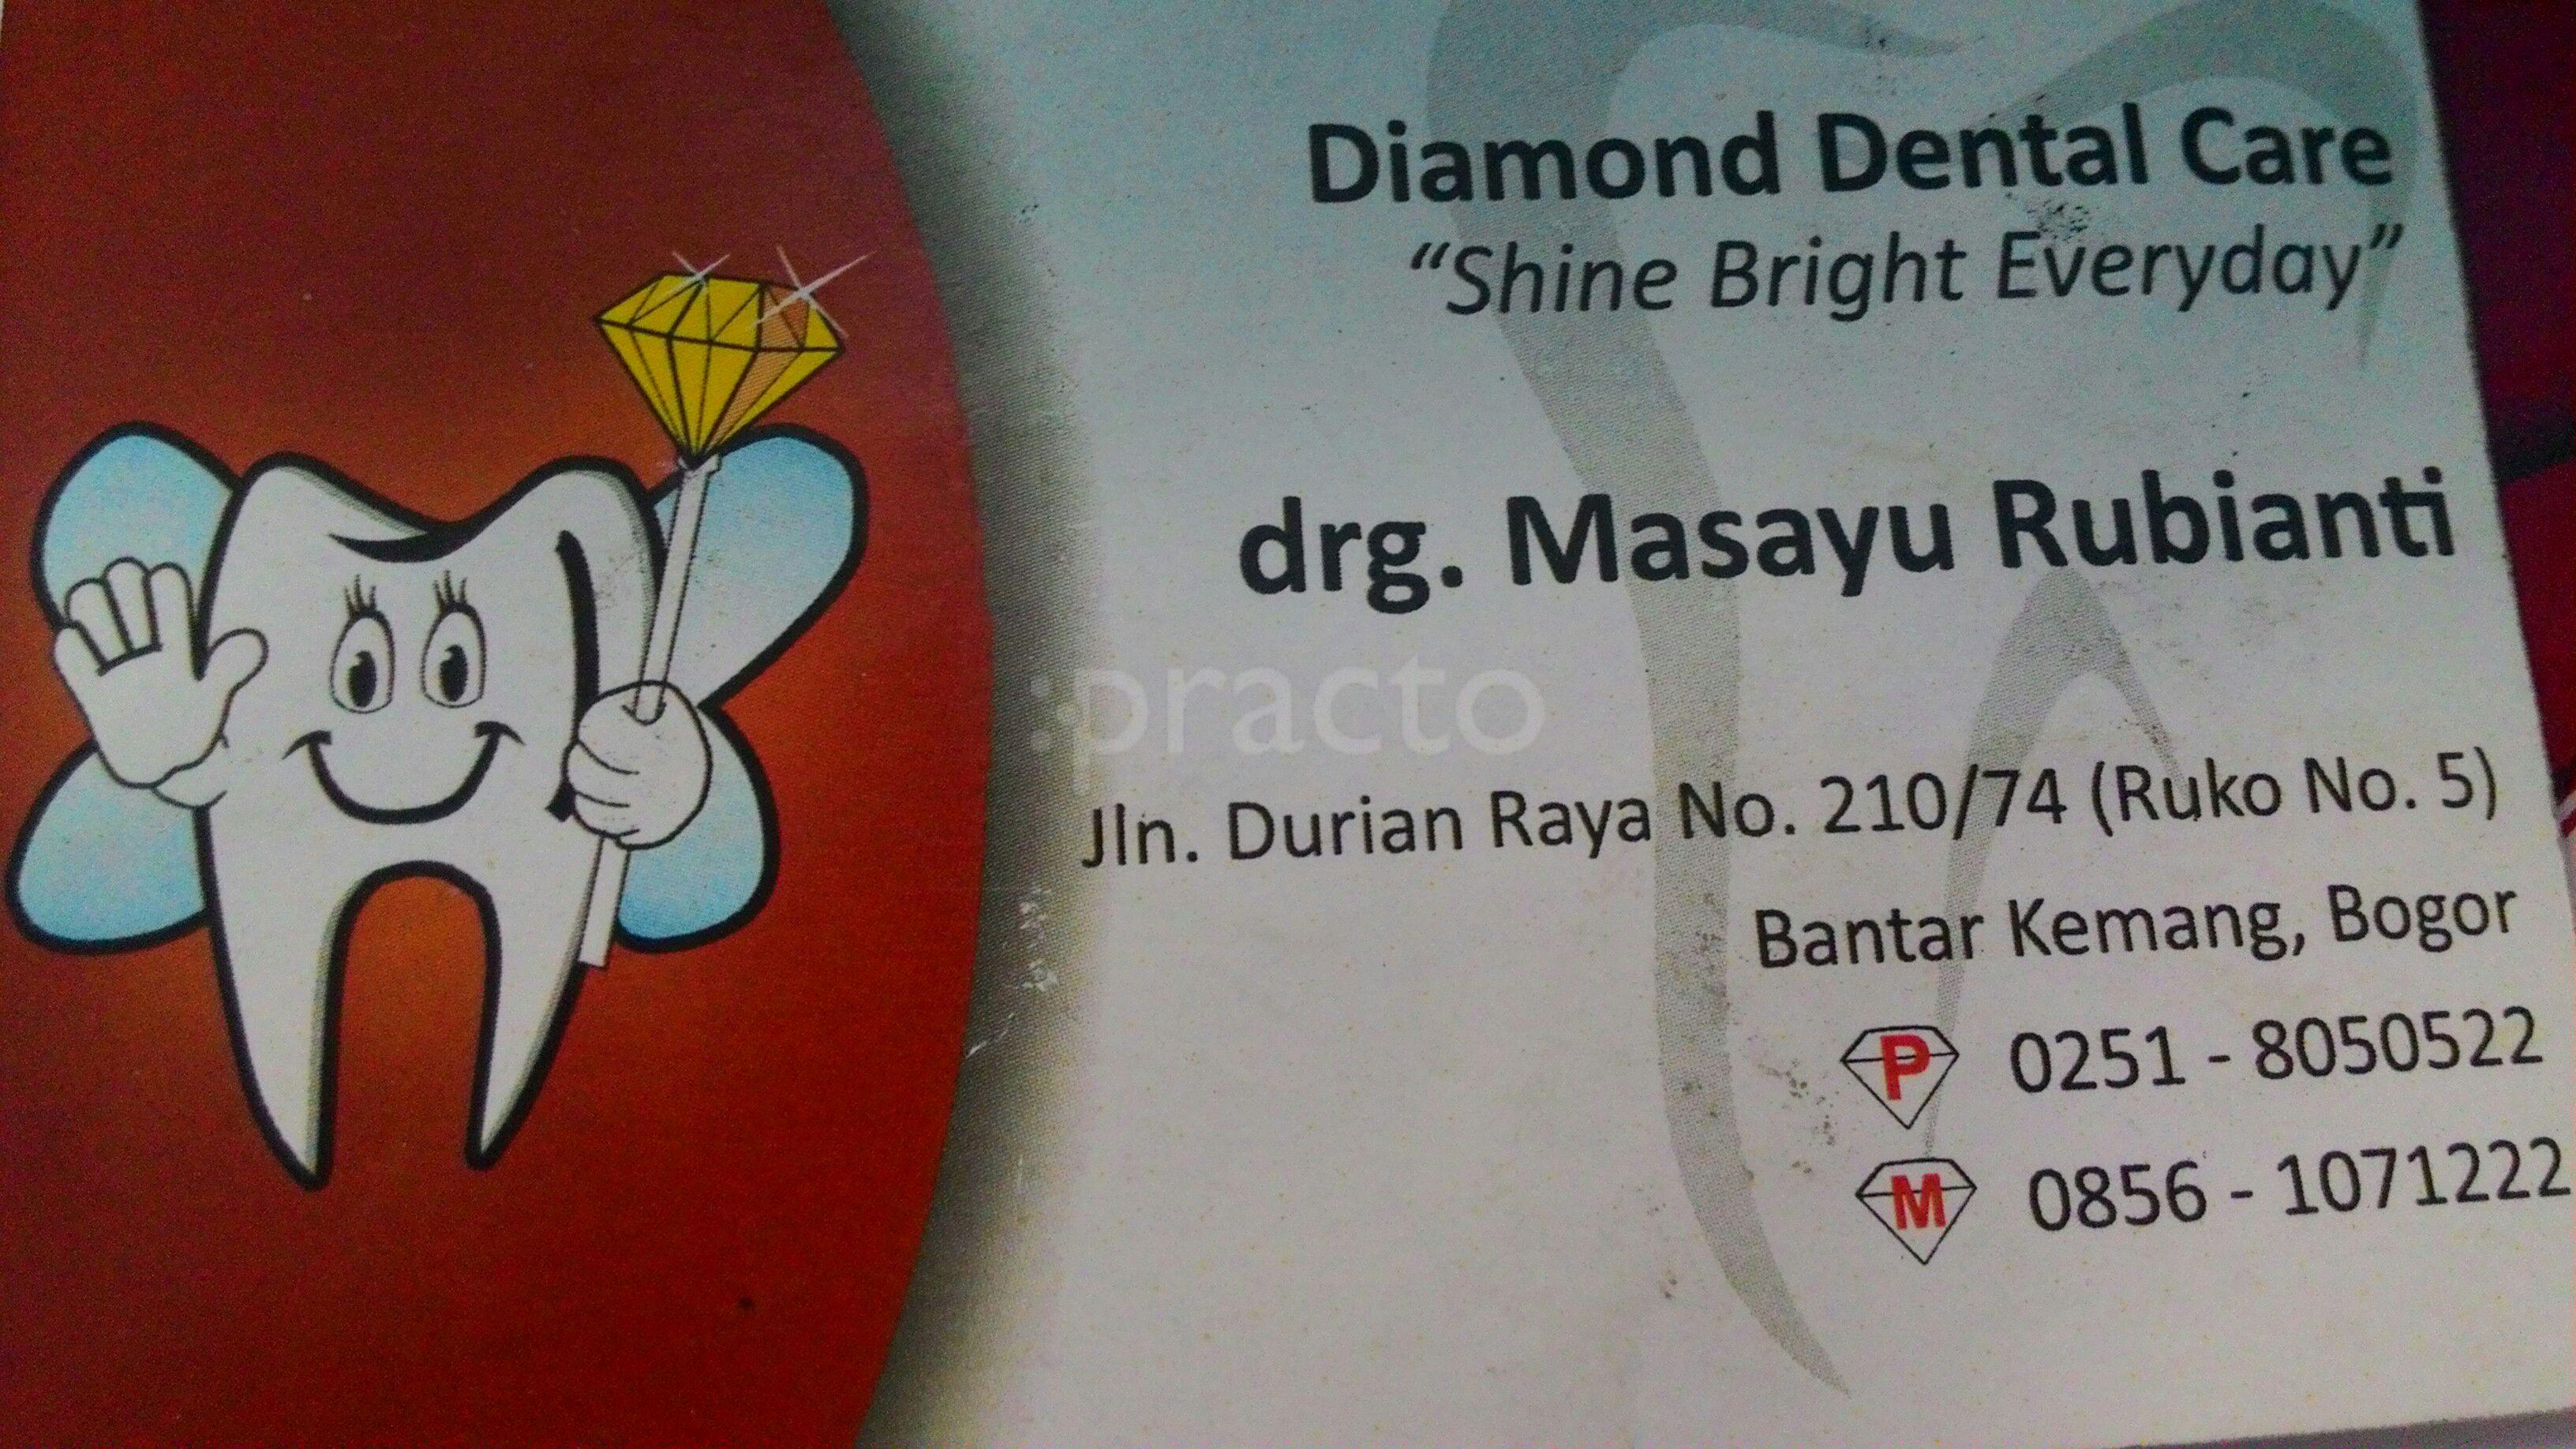 Diamond Dental Care
“Shine Bright Everyday”
drg. Masayu Rubianti
:practo
Jln. Durian Raya No. 210/74 (Ruko No. 5)
Bantar Kemang, Bogor
P 0251 - 8050522
M 0856 - 1071222